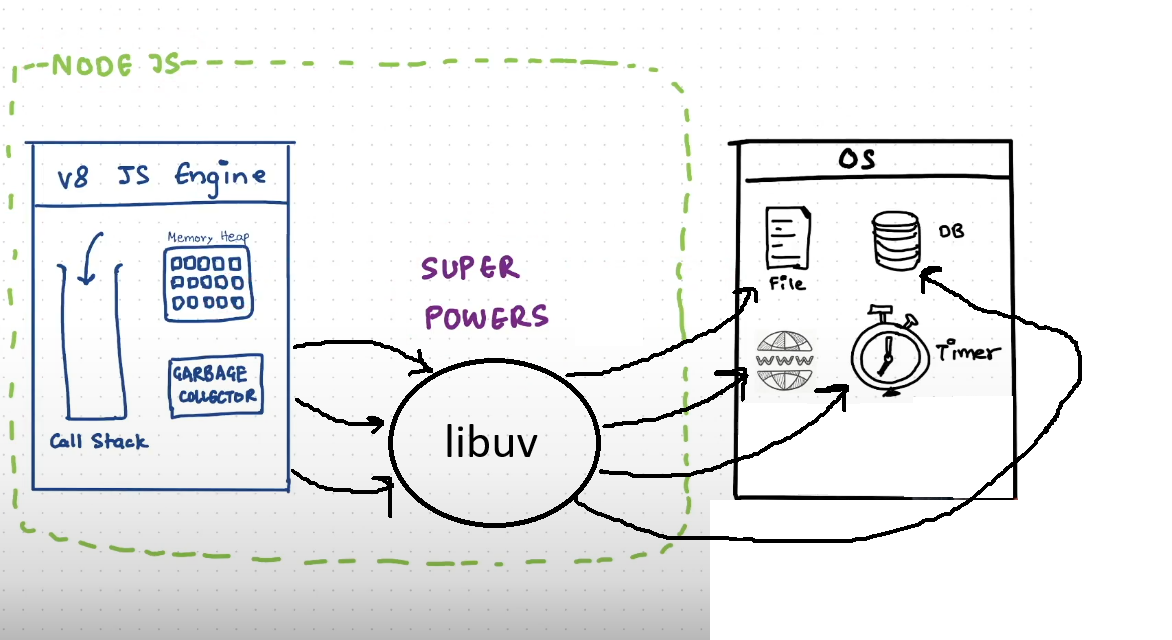 NODE JS
V8 JS Engine
Memory Heap
GARBAGE
COLLECTOR
Call Stack
SUPER
POWERS
libuv
OS
File
DB
WWW
Timer